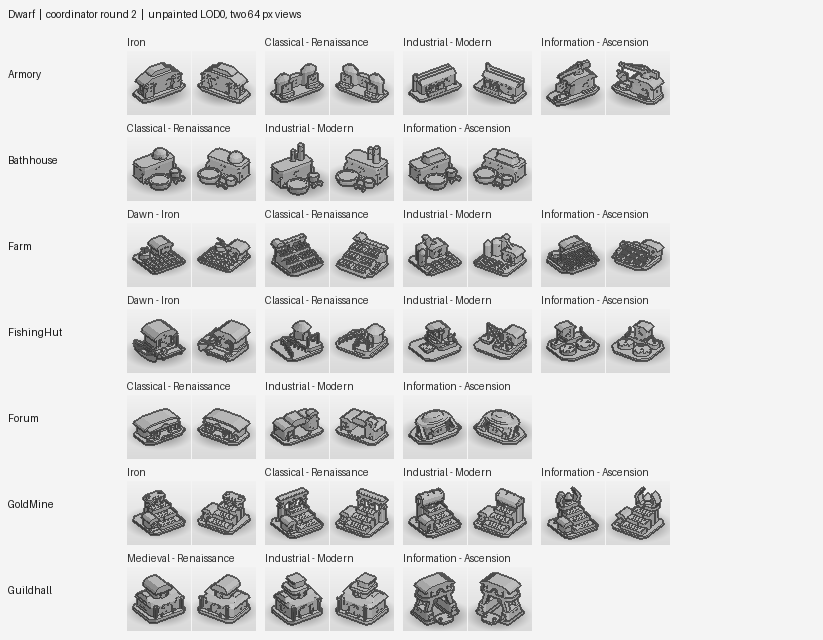 Dwarf | coordinator round 2 | unpainted LOD0, two 64 px views
Iron Classical - Renaissance Industrial - Modern Information - Ascension
Armory
Classical - Renaissance Industrial - Modern Information - Ascension
Bathhouse
Dawn - Iron Classical - Renaissance Industrial - Modern Information - Ascension
Farm
Dawn - Iron Classical - Renaissance Industrial - Modern Information - Ascension
FishingHut
Classical - Renaissance Industrial - Modern Information - Ascension
Forum
Iron Classical - Renaissance Industrial - Modern Information - Ascension
GoldMine
Medieval - Renaissance Industrial - Modern Information - Ascension
Guildhall